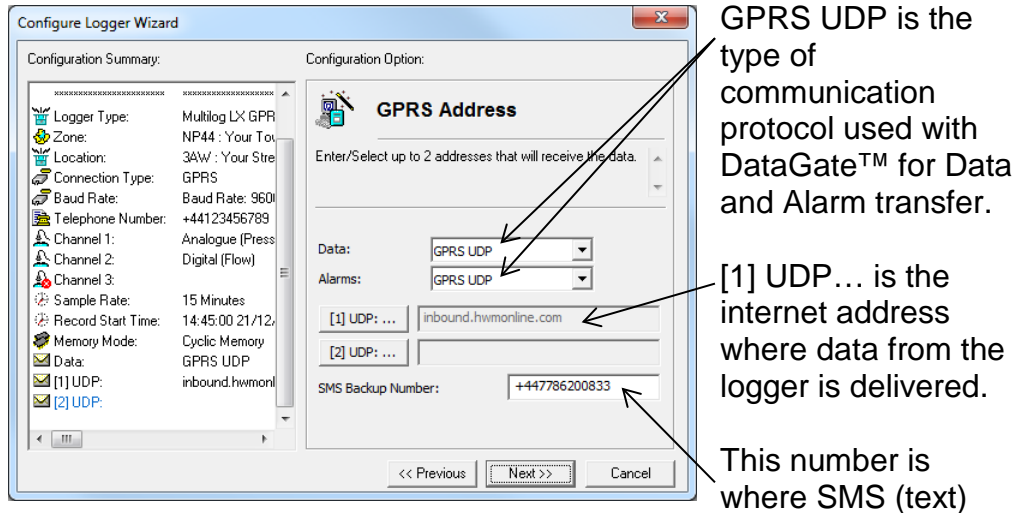 Configure Logger Wizard
Configuration Summary:
xxxxxxxxxxxxxxxxxxxxxxxx xxxxxxxxxxxxxxxxxxxx
Logger Type: Multilog LX GPR
Zone: NP44 : Your Tou
Location: 3AW : Your Stre
Connection Type: GPRS
Baud Rate: Baud Rate: 960
Telephone Number: +44123456789
Channel 1: Analogue (Press
Channel 2: Digital (Flow)
Channel 3:
Sample Rate: 15 Minutes
Record Start Time: 14:45:00 21/12/
Memory Mode: Cyclic Memory
Data: GPRS UDP
[1] UDP: inbound.hwmonl
[2] UDP:
Configuration Option:
GPRS Address
Enter/Select up to 2 addresses that will receive the data.
Data: GPRS UDP
Alarms: GPRS UDP
[1] UDP: ... inbound.hwmonline.com
[2] UDP: ...
SMS Backup Number: +447786200833
<< Previous Next >> Cancel
GPRS UDP is the
type of
communication
protocol used with
DataGate™ for Data
and Alarm transfer.
[1] UDP… is the
internet address
where data from the
logger is delivered.
This number is
where SMS (text)